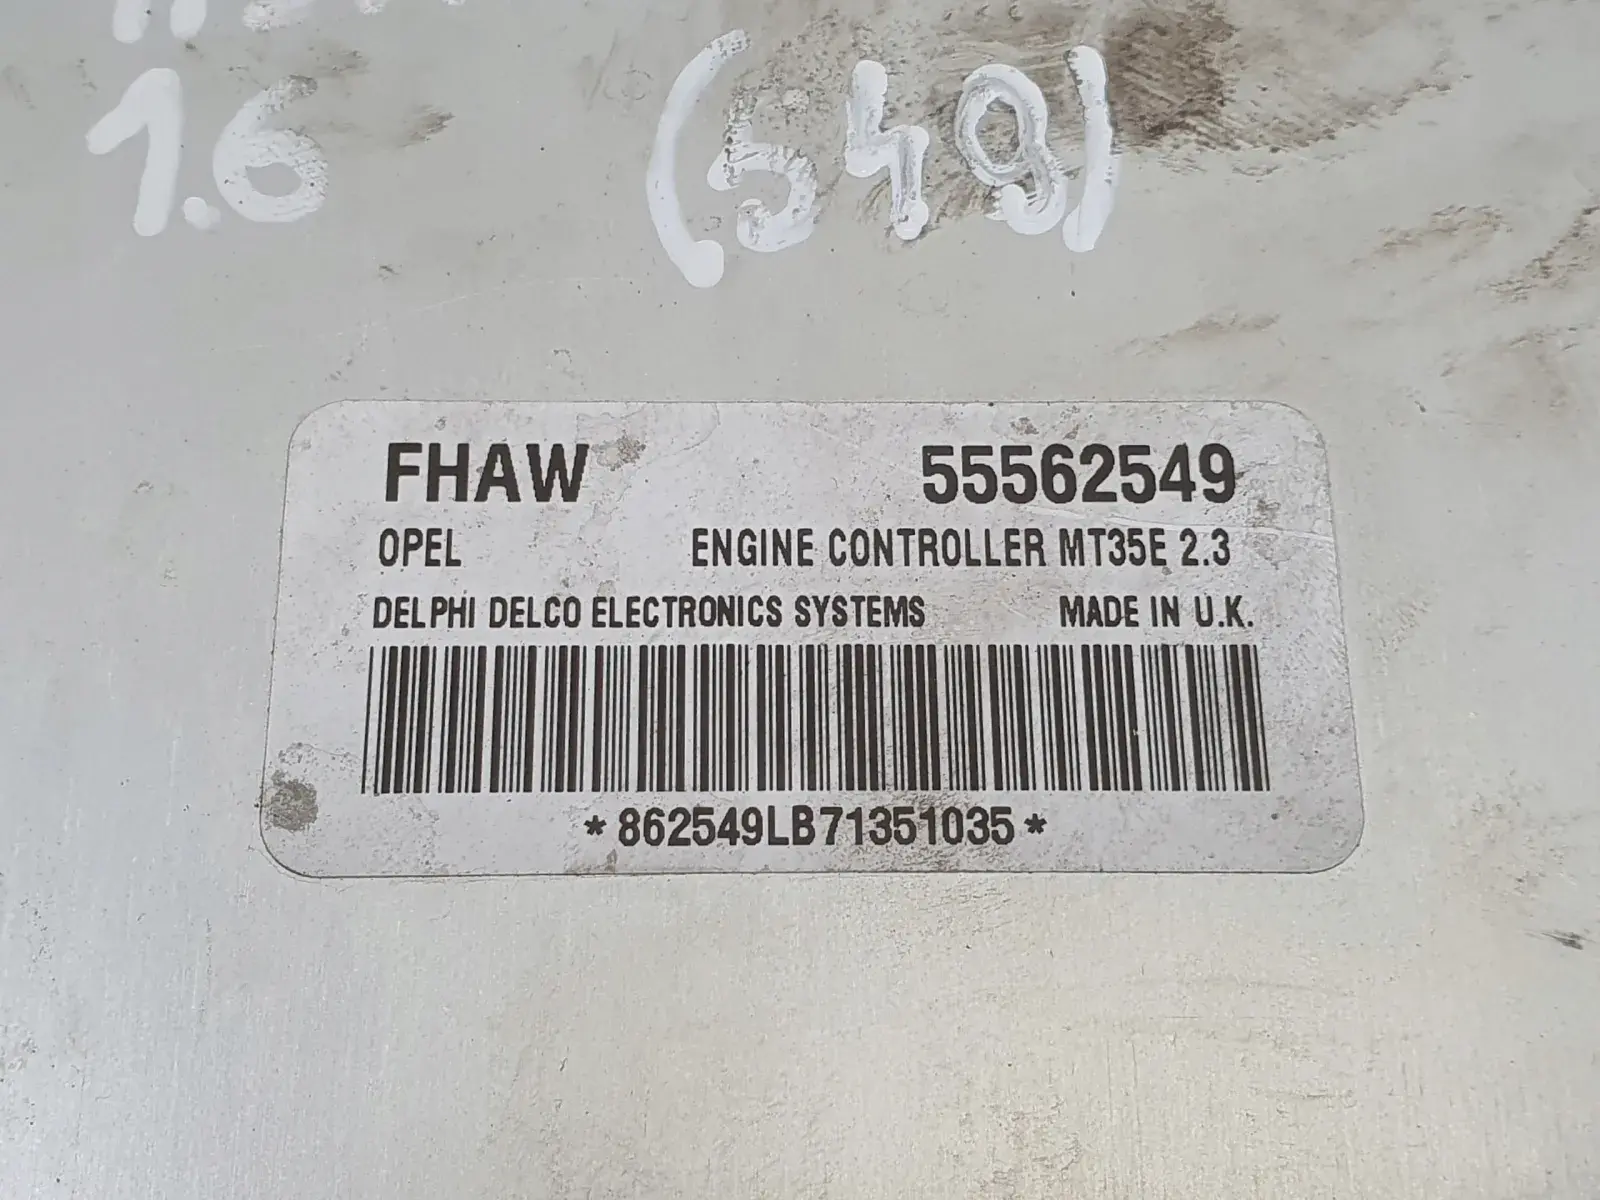 1.6 (549)
FHAW 55562549
OPEL ENGINE CONTROLLER MT35E 2.3
DELPHI DELCO ELECTRONICS SYSTEMS MADE IN U.K.
*862549LB71351035*